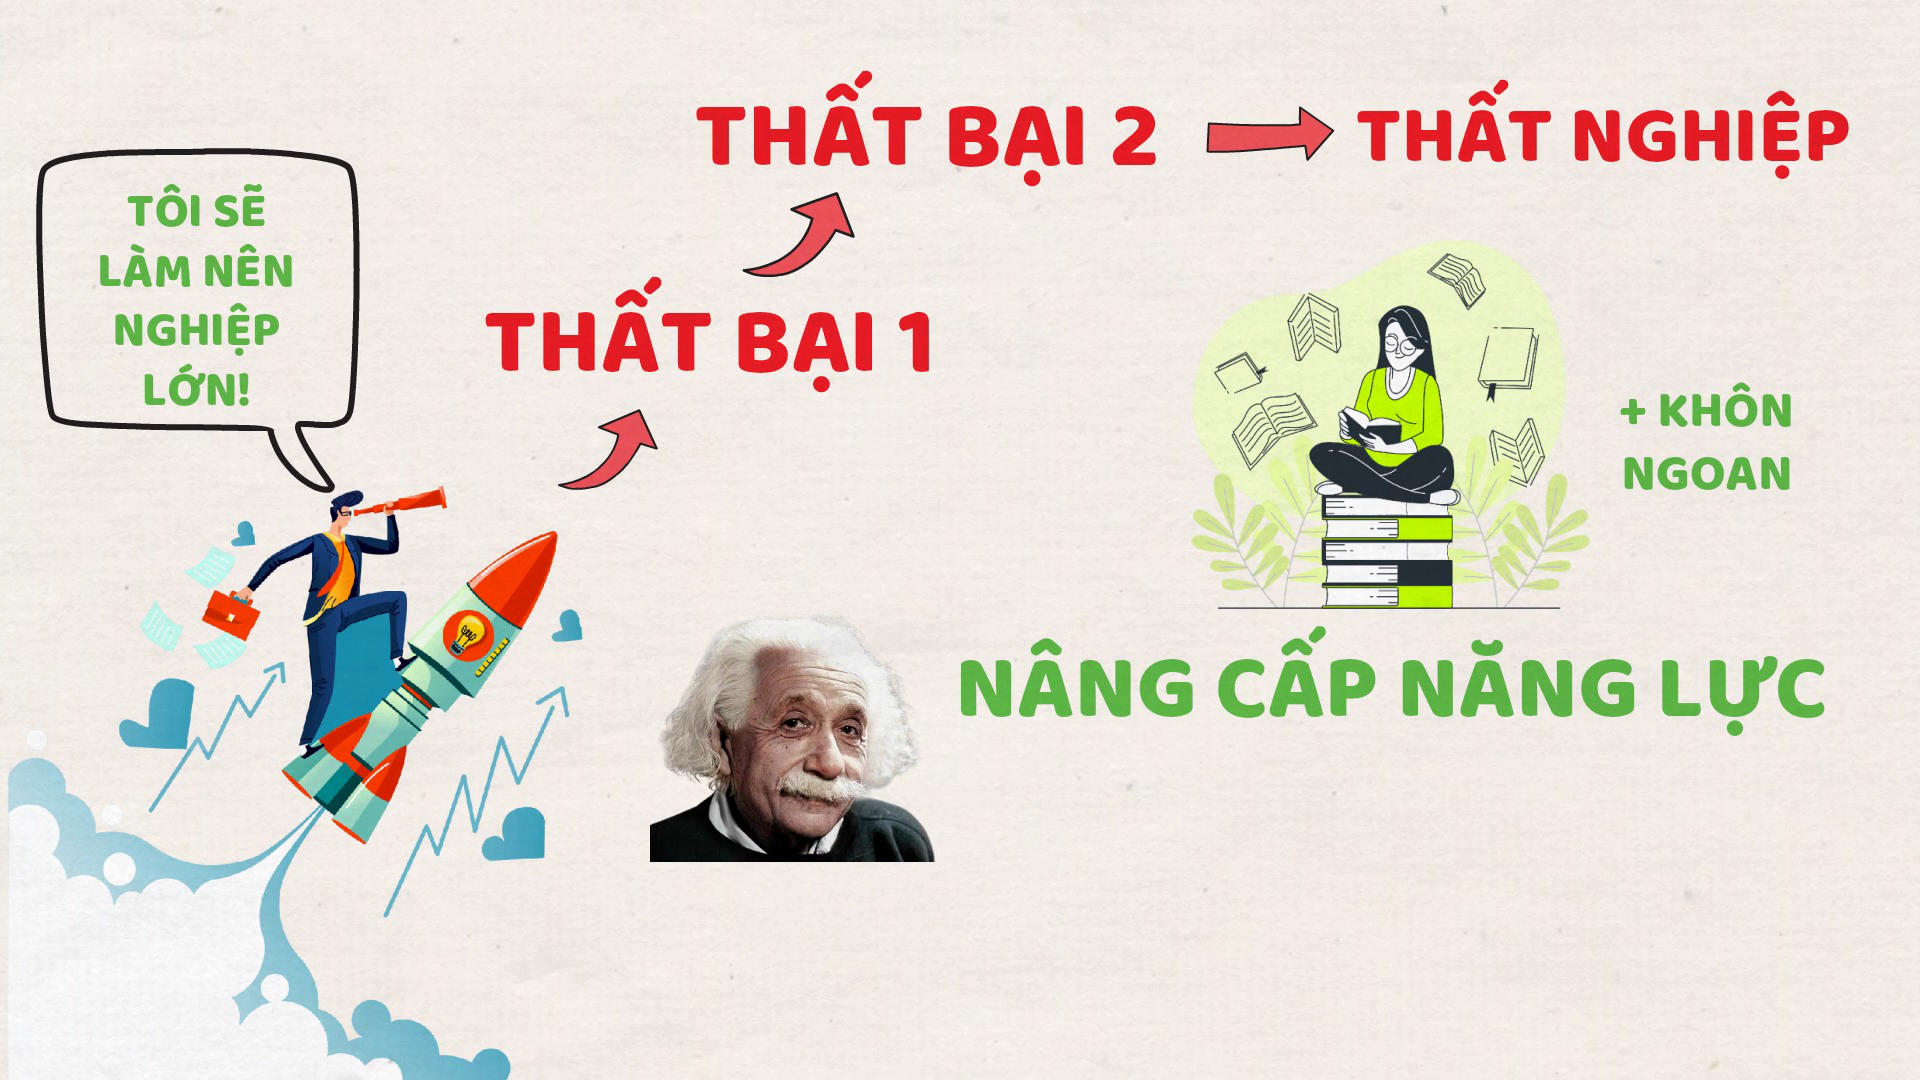 THẤT BẠI 2
THẤT NGHIỆP
TÔI SẼ
LÀM NÊN
NGHIỆP
LỚN!
THẤT BẠI 1
+ KHÔN
NGOAN
NÂNG CẤP NĂNG LỰC